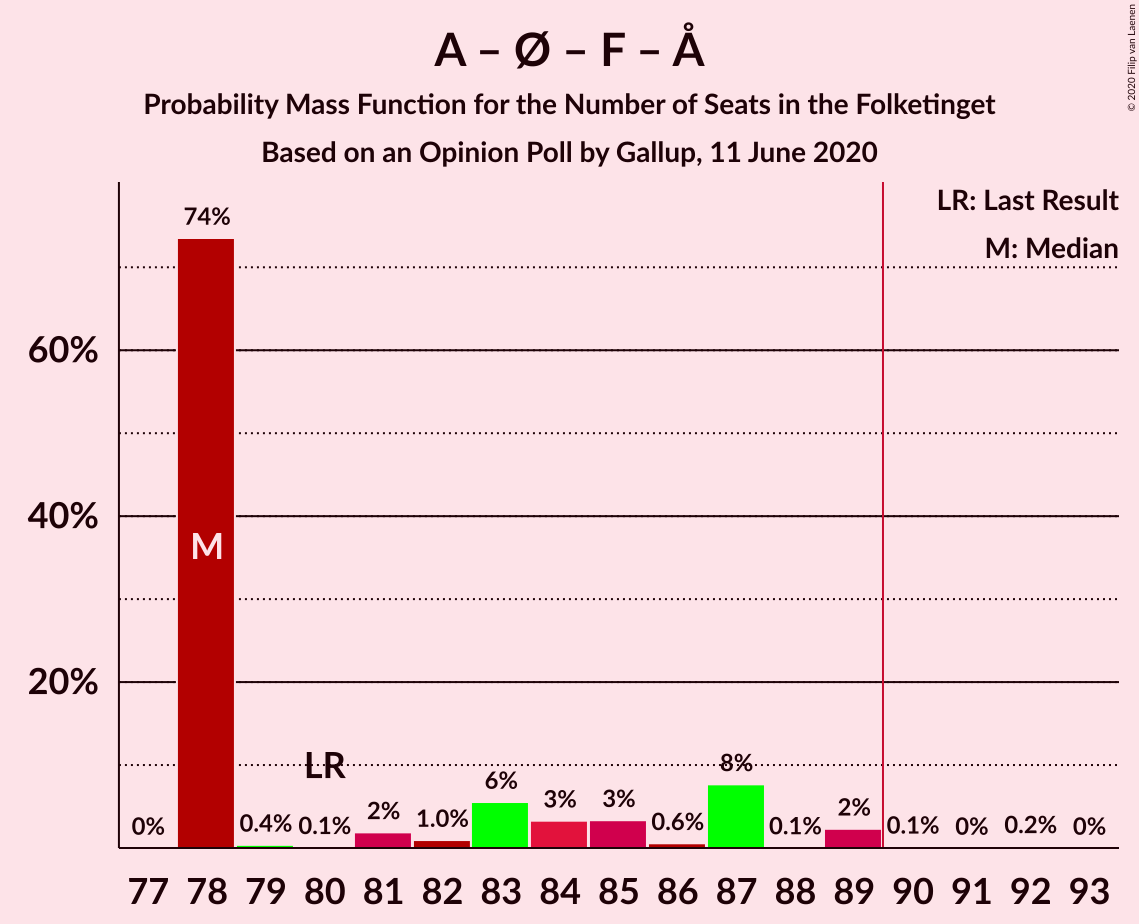 A – Ø – F – Å
Probability Mass Function for the Number of Seats in the Folketinget
Based on an Opinion Poll by Gallup, 11 June 2020
© 2020 Filip van Laenen
LR: Last Result
M: Median
60%
40%
20%
74%
M
LR
0%
0.4%
0.1%
2%
1.0%
6%
3%
3%
0.6%
8%
0.1%
2%
0.1%
0%
0.2%
0%
77 78 79 80 81 82 83 84 85 86 87 88 89 90 91 92 93